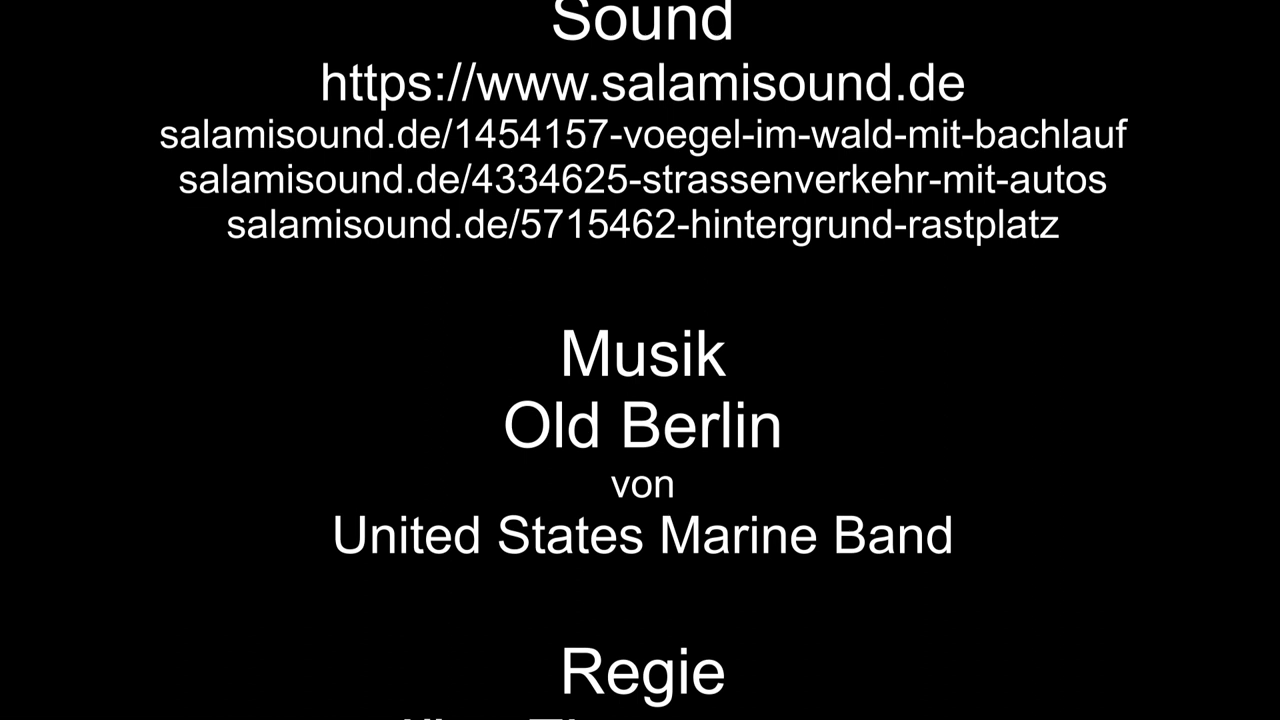 Sound
https://www.salamisound.de
salamisound.de/1454157-voegel-im-wald-mit-bachlauf
salamisound.de/4334625-strassenverkehr-mit-autos
salamisound.de/5715462-hintergrund-rastplatz
Musik
Old Berlin
von
United States Marine Band
Regie